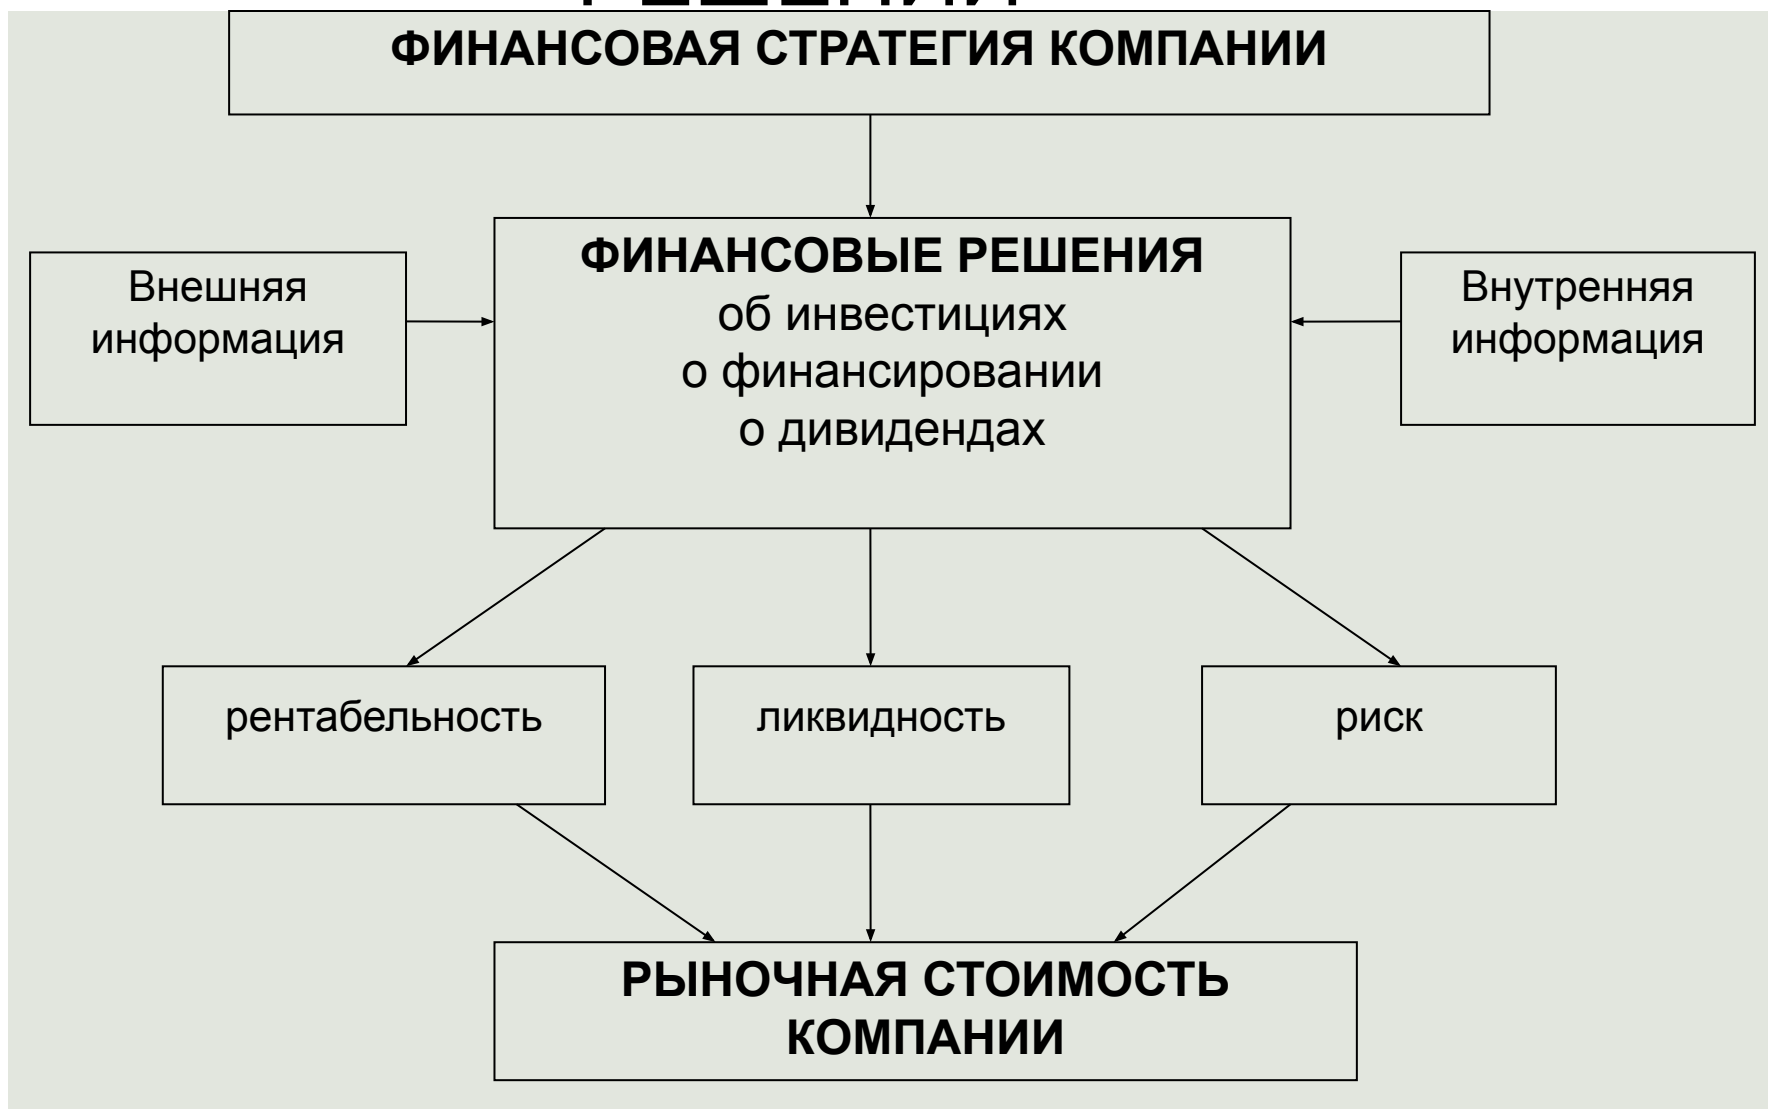 ФИНАНСОВАЯ СТРАТЕГИЯ КОМПАНИИ
ФИНАНСОВЫЕ РЕШЕНИЯ
об инвестициях
о финансировании
о дивидендах
Внешняя
информация
Внутренняя
информация
рентабельность
ликвидность
риск
РЫНОЧНАЯ СТОИМОСТЬ
КОМПАНИИ